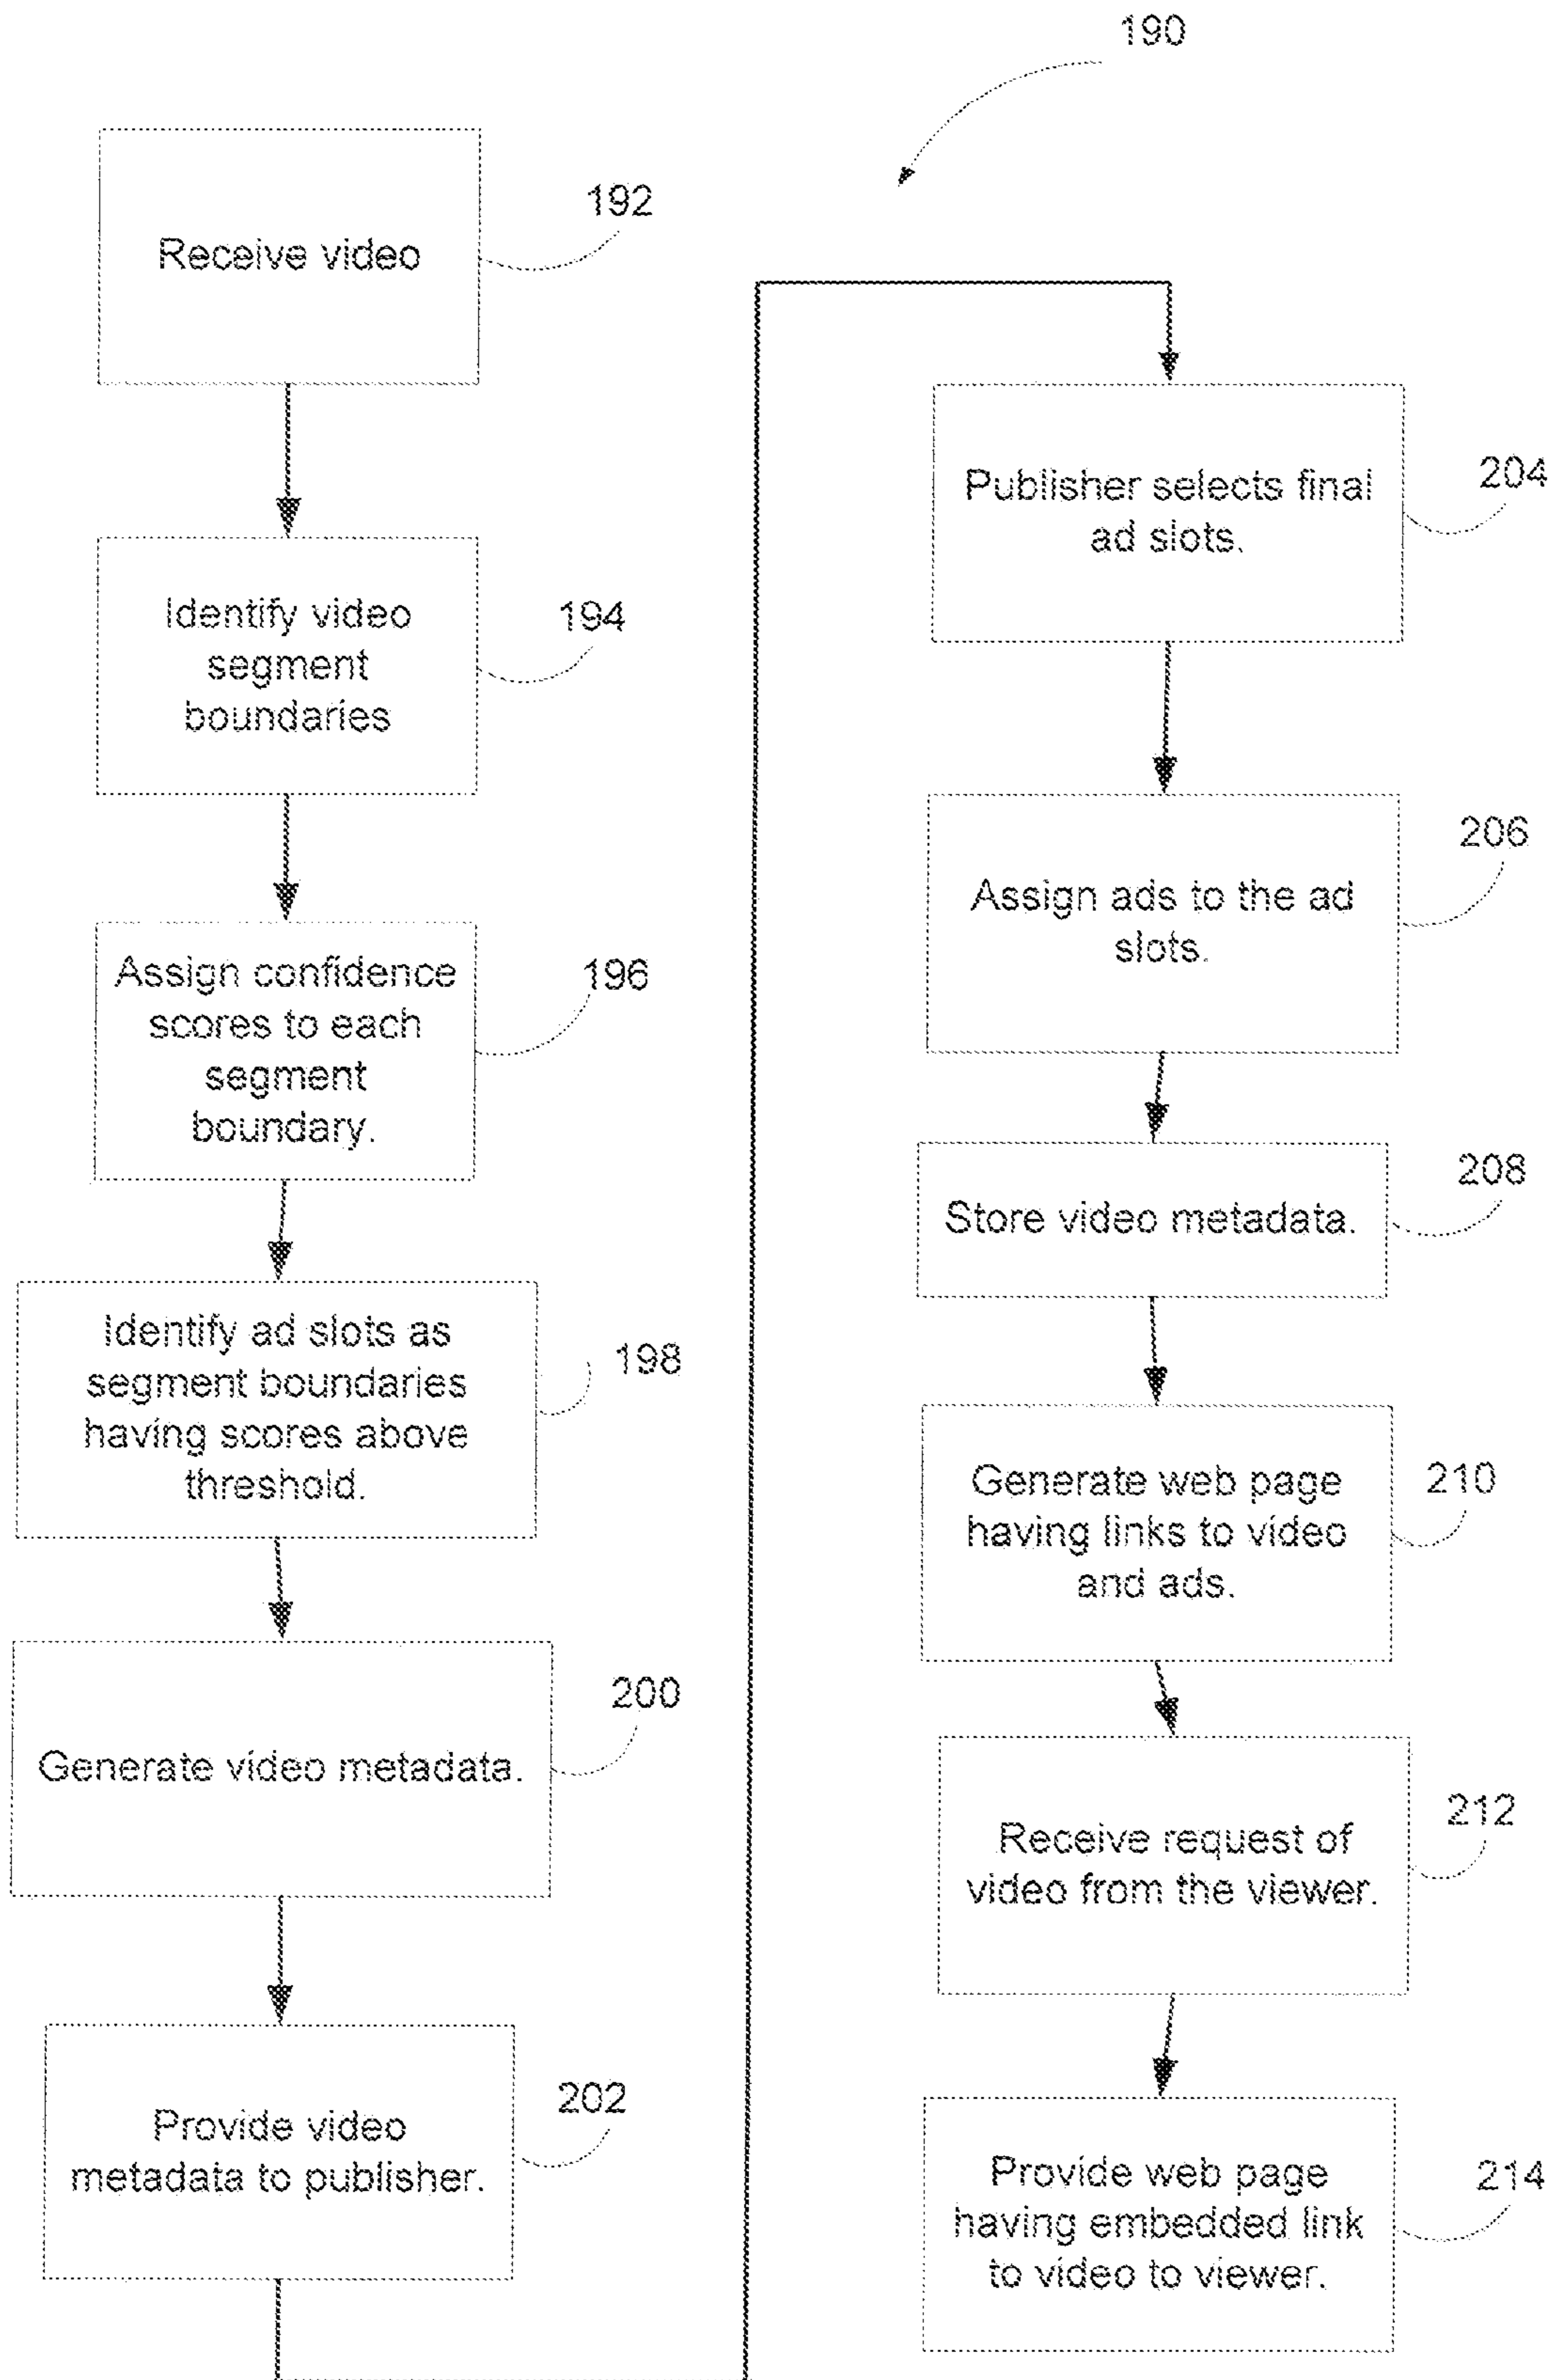 190
Receive video
192
Identify video
segment
boundaries
194
Assign confidence
scores to each
segment
boundary.
196
Identify ad slots as
segment boundaries
having scores above
threshold.
198
Generate video metadata.
200
Provide video
metadata to publisher.
202
Publisher selects final
ad slots.
204
Assign ads to the ad
slots.
206
Store video metadata.
208
Generate web page
having links to video
and ads.
210
Receive request of
video from the viewer.
212
Provide web page
having embedded link
to video to viewer.
214